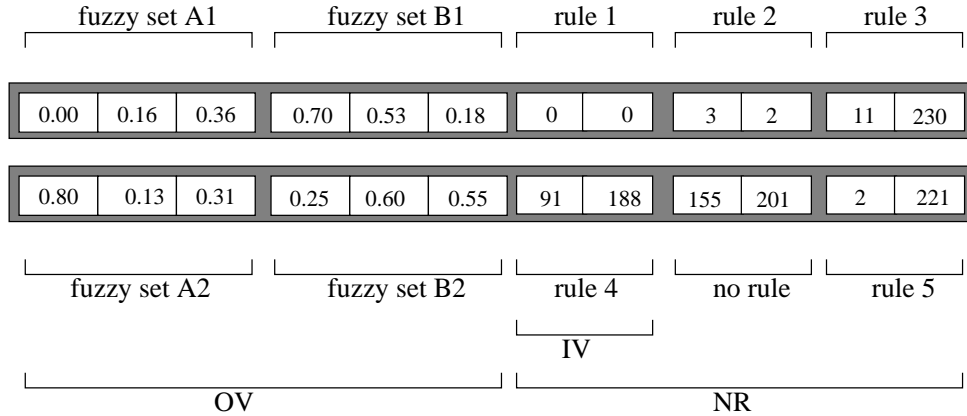 fuzzy set A1 fuzzy set B1 rule 1 rule 2 rule 3
0.00 0.16 0.36 0.70 0.53 0.18 0 0 3 2 11 230
0.80 0.13 0.31 0.25 0.60 0.55 91 188 155 201 2 221
fuzzy set A2 fuzzy set B2 rule 4 no rule rule 5
IV
OV NR